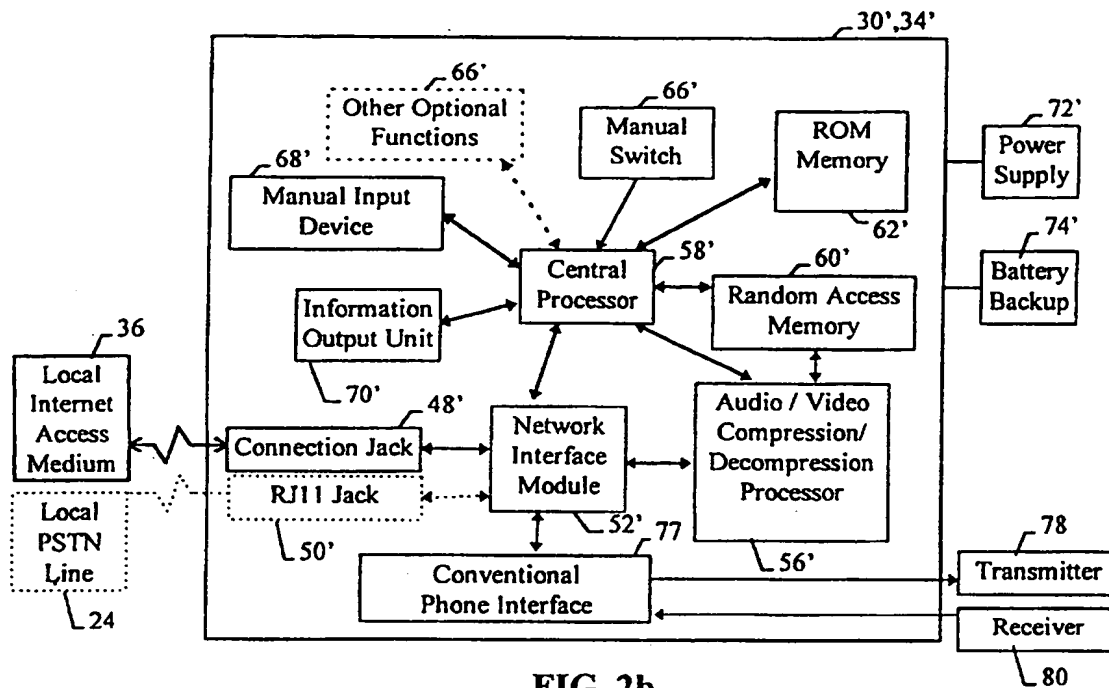 30’,34’
66’
Other Optional
Functions
66’
Manual
Switch
ROM
Memory
62’
72’
Power
Supply
68’
Manual Input
Device
74’
Battery
Backup
Central
Processor
58’
60’
Random Access
Memory
Information
Output Unit
70’
36
Local
Internet
Access
Medium
48’
Connection Jack
Network
Interface
Module
52’
Audio / Video
Compression/
Decompression
Processor
56’
RJ11 Jack
50’
Local
PSTN
Line
24
77
Conventional
Phone Interface
78
Transmitter
Receiver
80
FIG. 2b